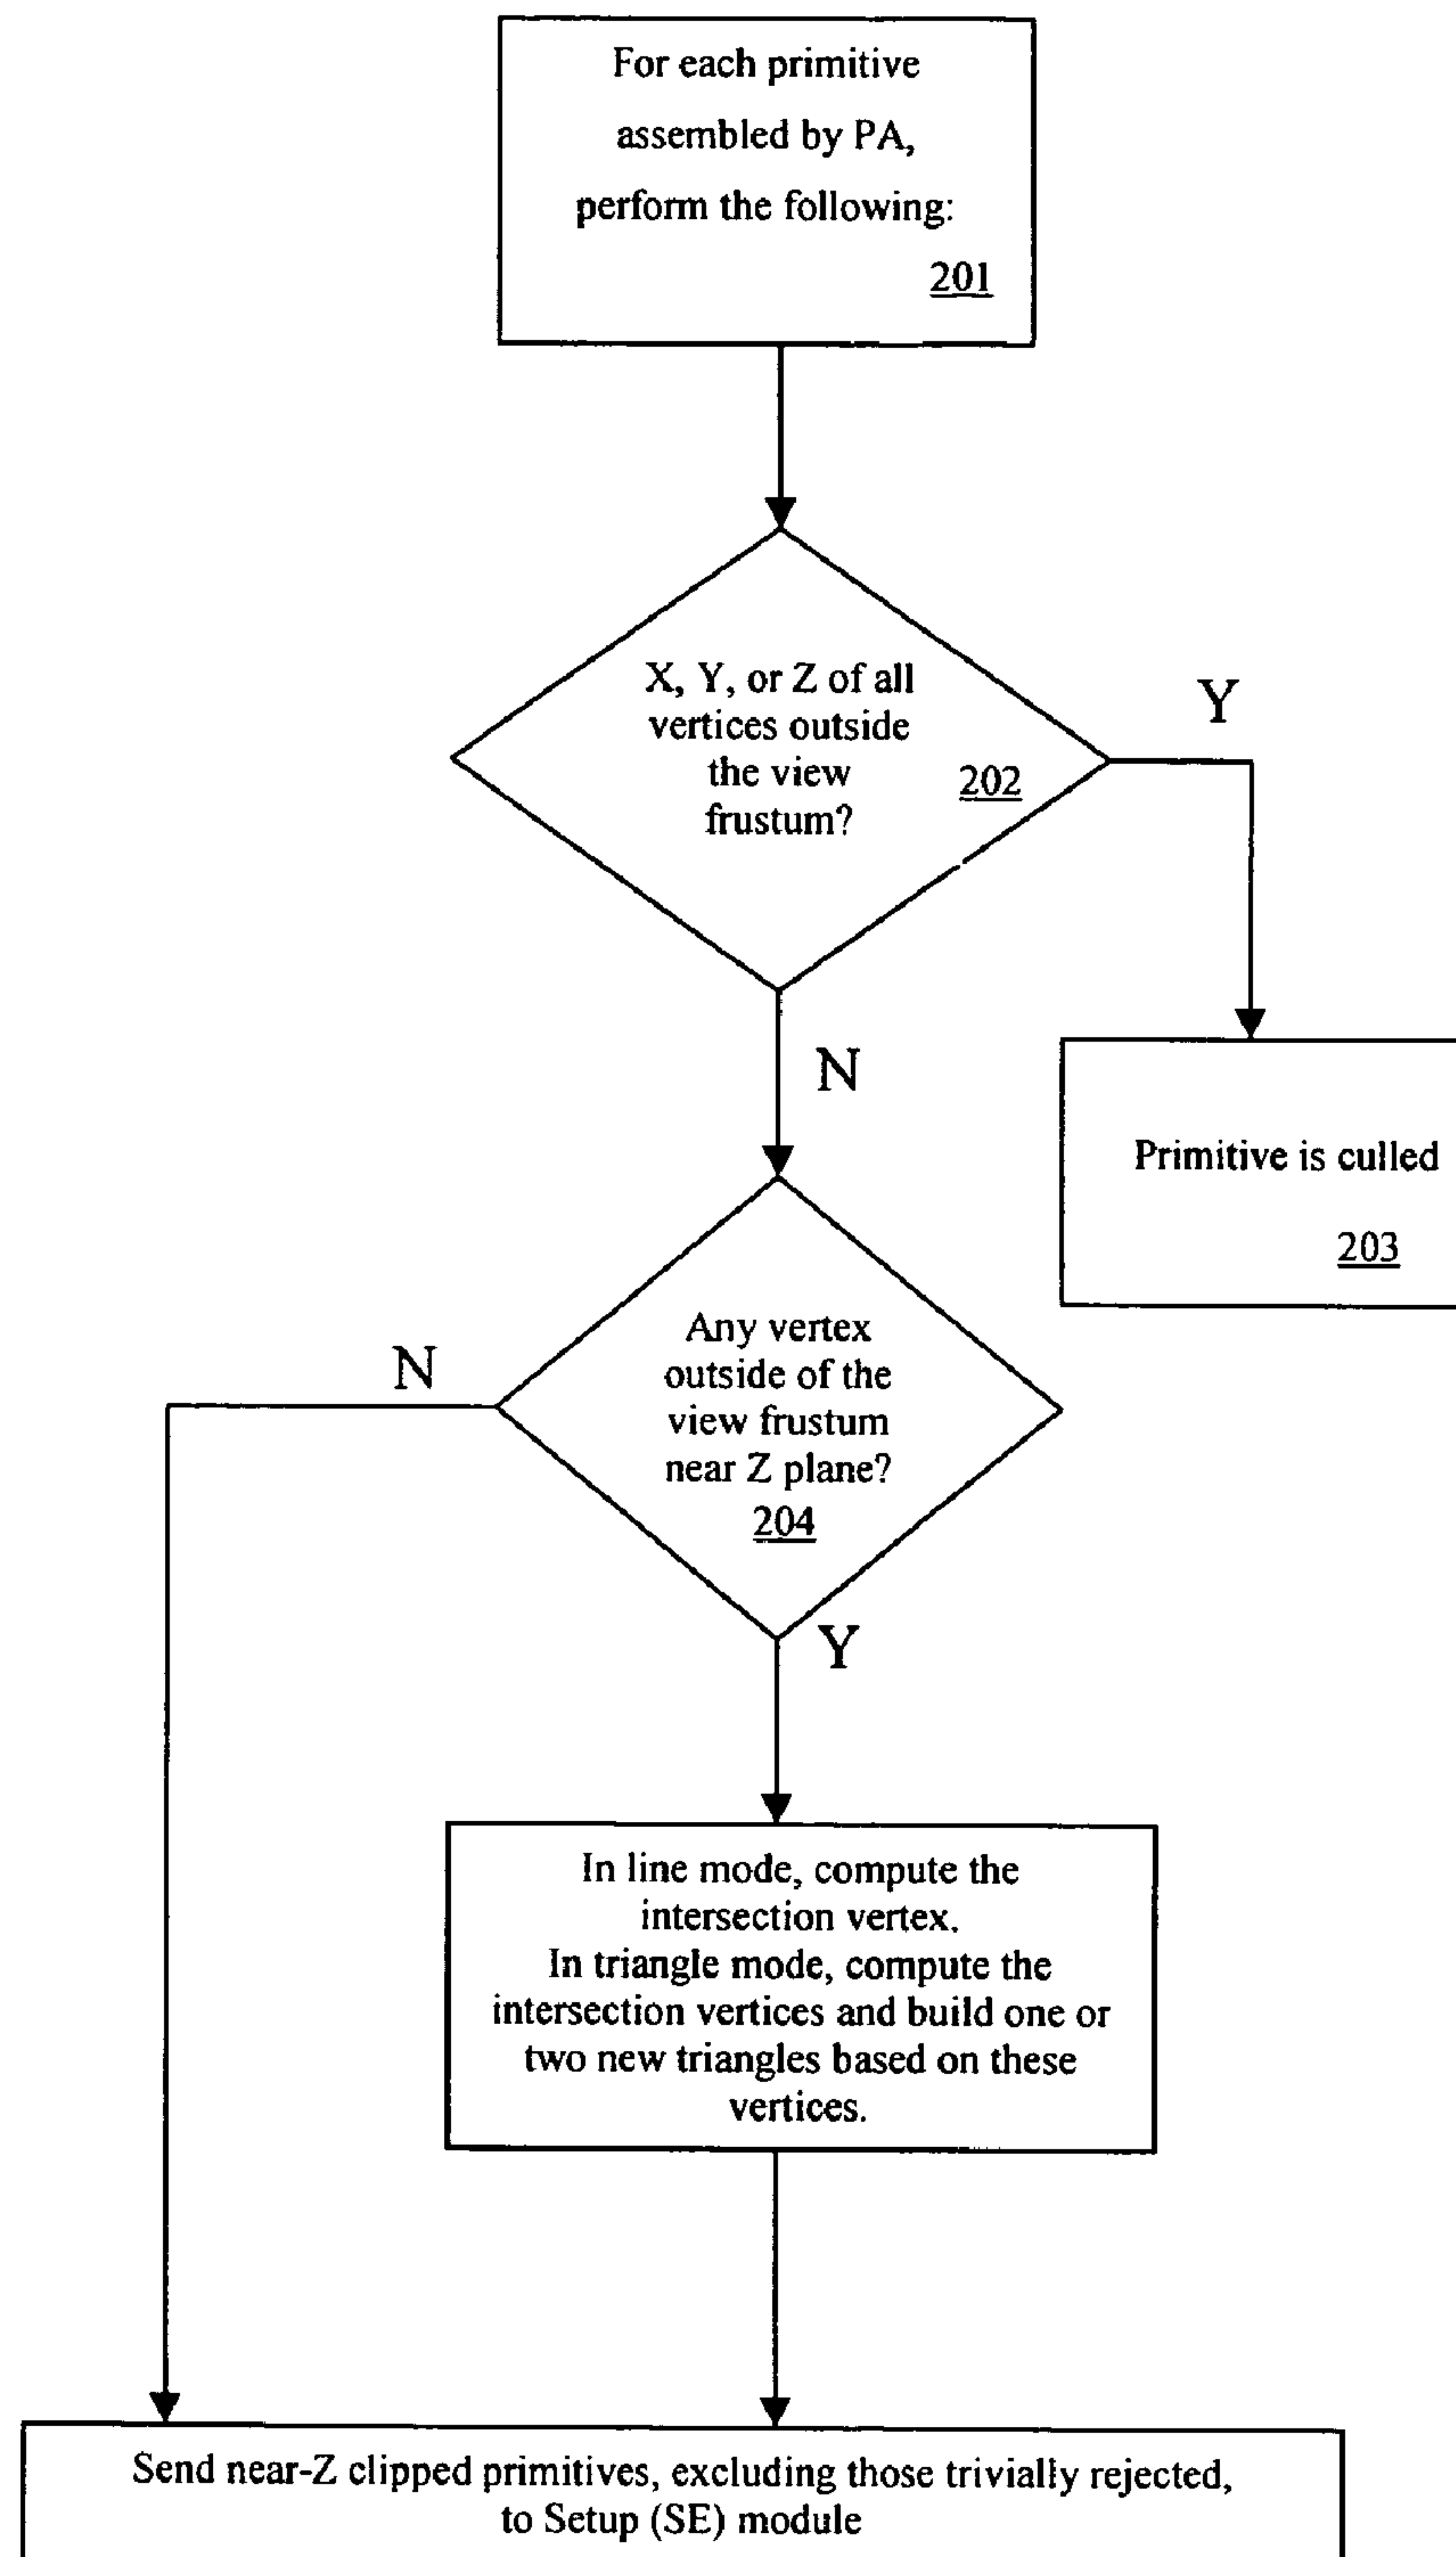 For each primitive
assembled by PA,
perform the following:
201
X, Y, or Z of all
vertices outside
the view
frustum?
202
Y
N
Primitive is culled
203
Any vertex
outside of the
view frustum
near Z plane?
204
N
Y
In line mode, compute the
intersection vertex.
In triangle mode, compute the
intersection vertices and build one or
two new triangles based on these
vertices.
Send near-Z clipped primitives, excluding those trivially rejected,
to Setup (SE) module